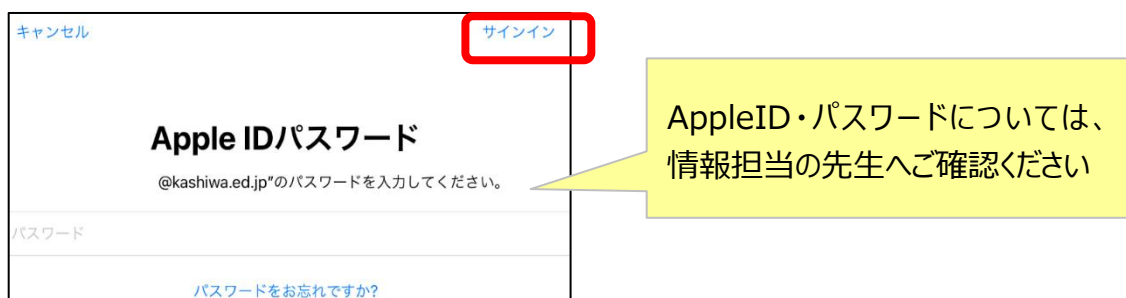 キャンセル
サインイン
Apple IDパスワード
@kashiwa.ed.jp”のパスワードを入力してください。
パスワード
パスワードをお忘れですか?
AppleID・パスワードについては、
情報担当の先生へご確認ください